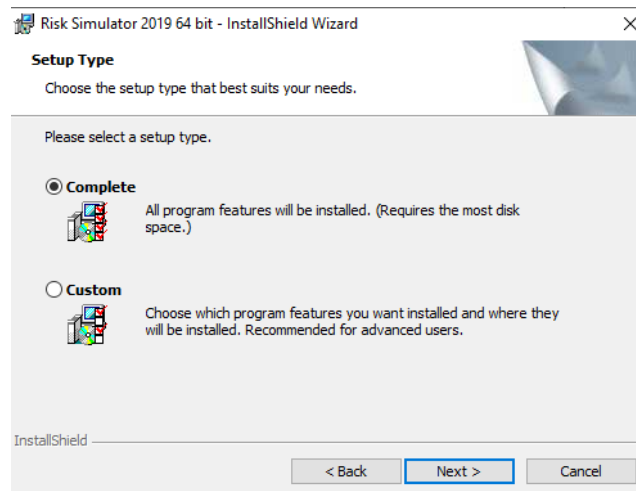 Risk Simulator 2019 64 bit - InstallShield Wizard
Setup Type
Choose the setup type that best suits your needs.
Please select a setup type.
Complete
All program features will be installed. (Requires the most disk
space.)
Custom
Choose which program features you want installed and where they
will be installed. Recommended for advanced users.
InstallShield
< Back Next > Cancel